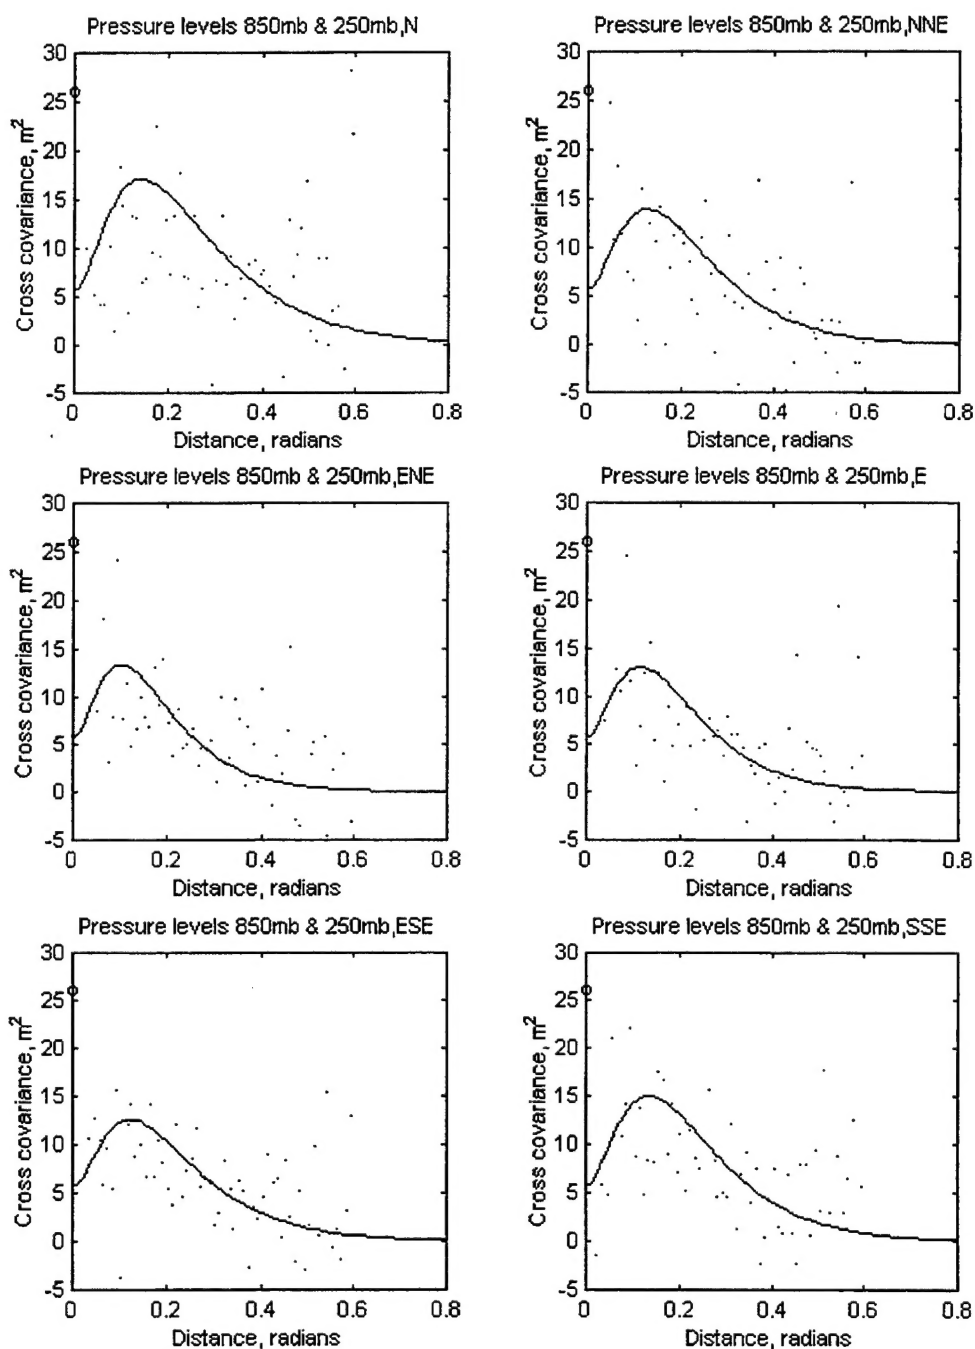 Pressure levels 850mb & 250mb,N
30
25
20
15
10
5
0
-5
Cross covariance, m²
0 0.2 0.4 0.6 0.8
Distance, radians
Pressure levels 850mb & 250mb,NNE
30
25
20
15
10
5
0
-5
Cross covariance, m²
0 0.2 0.4 0.6 0.8
Distance, radians
Pressure levels 850mb & 250mb,ENE
30
25
20
15
10
5
0
-5
Cross covariance, m²
0 0.2 0.4 0.6 0.8
Distance, radians
Pressure levels 850mb & 250mb,E
30
25
20
15
10
5
0
-5
Cross covariance, m²
0 0.2 0.4 0.6 0.8
Distance, radians
Pressure levels 850mb & 250mb,ESE
30
25
20
15
10
5
0
-5
Cross covariance, m²
0 0.2 0.4 0.6 0.8
Distance, radians
Pressure levels 850mb & 250mb,SSE
30
25
20
15
10
5
0
-5
Cross covariance, m²
0 0.2 0.4 0.6 0.8
Distance, radians